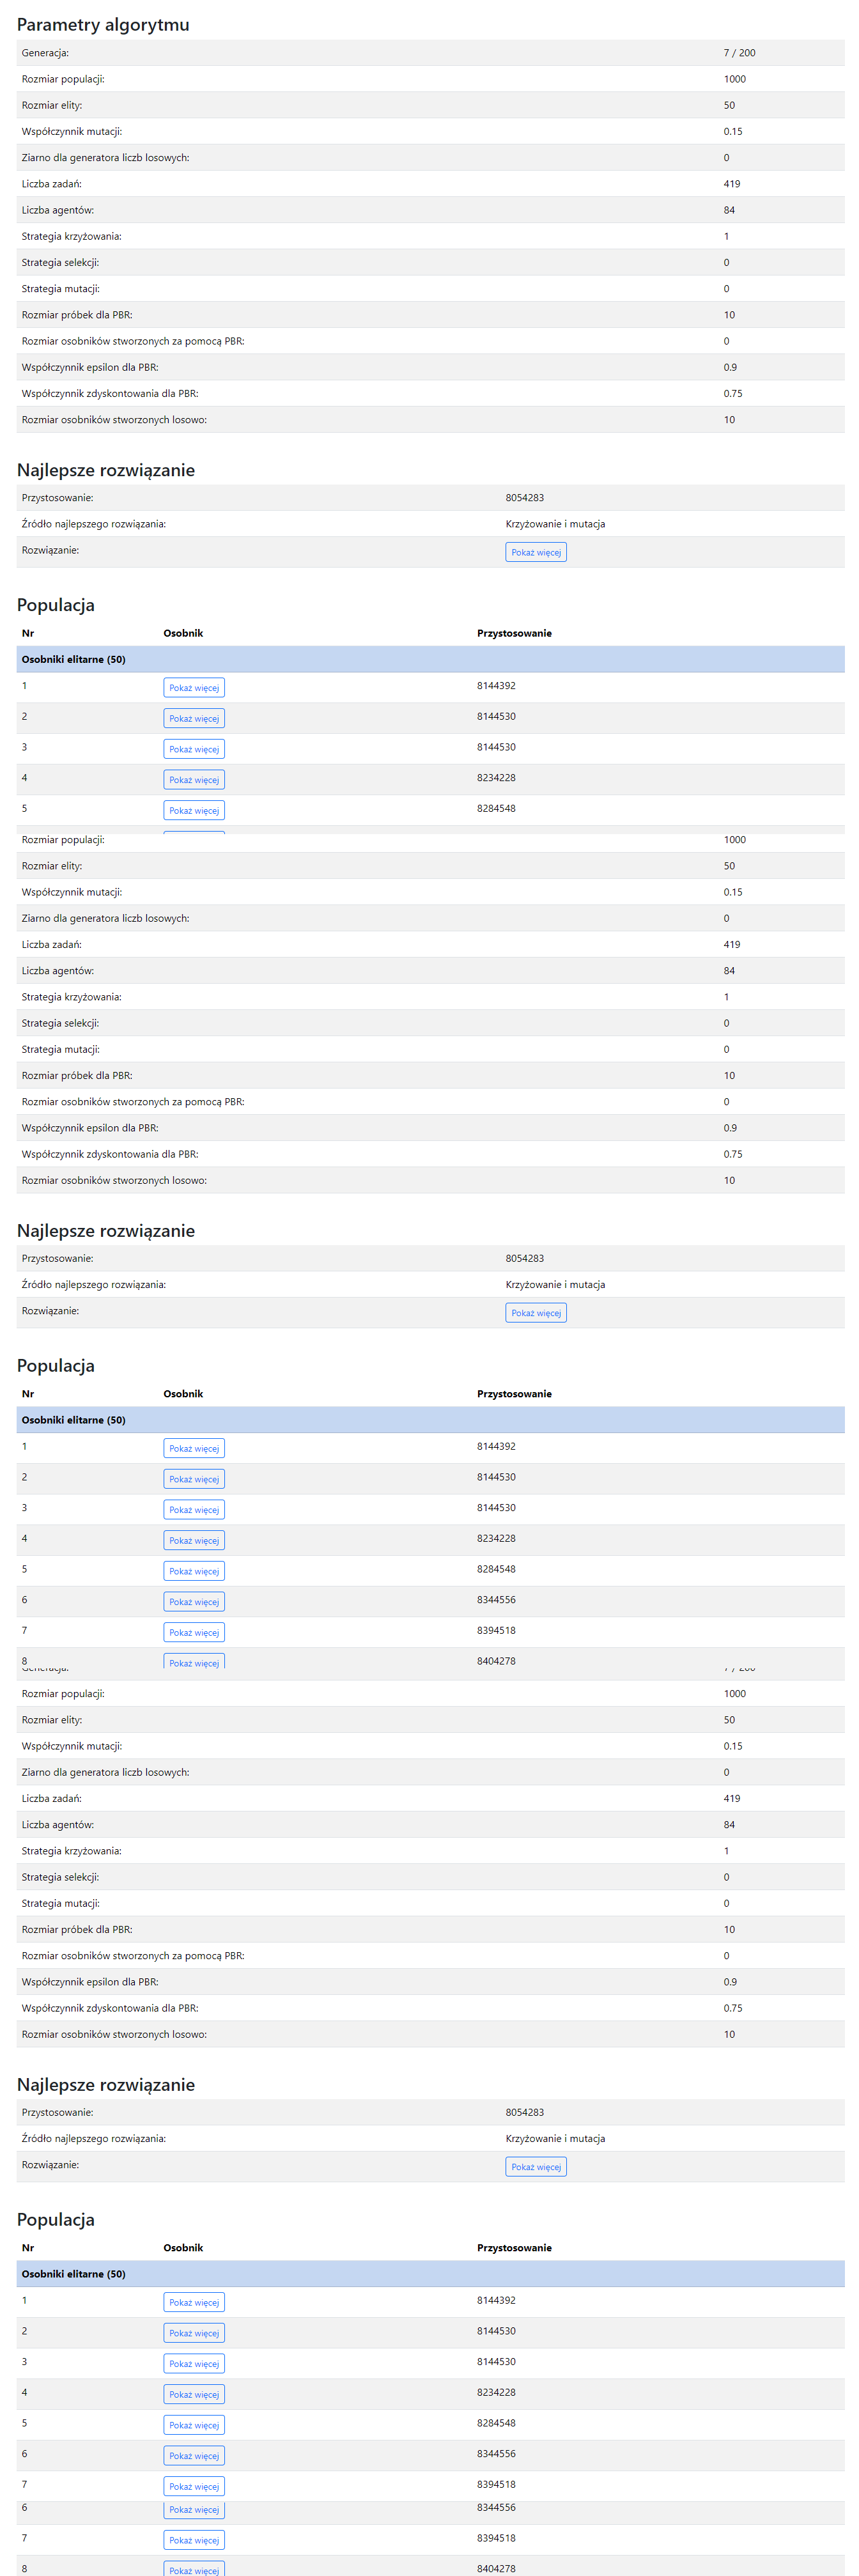 Parametry algorytmu
Generacja: 7 / 200
Rozmiar populacji: 1000
Rozmiar elity: 50
Współczynnik mutacji: 0.15
Ziarno dla generatora liczb losowych: 0
Liczba zadań: 419
Liczba agentów: 84
Strategia krzyżowania: 1
Strategia selekcji: 0
Strategia mutacji: 0
Rozmiar próbek dla PBR: 10
Rozmiar osobników stworzonych za pomocą PBR: 0
Współczynnik epsilon dla PBR: 0.9
Współczynnik zdyskontowania dla PBR: 0.75
Rozmiar osobników stworzonych losowo: 10
Najlepsze rozwiązanie
Przystosowanie: 8054283
Źródło najlepszego rozwiązania: Krzyżowanie i mutacja
Rozwiązanie: Pokaż więcej
Populacja
Nr Osobnik Przystosowanie
Osobniki elitarne (50)
1 Pokaż więcej 8144392
2 Pokaż więcej 8144530
3 Pokaż więcej 8144530
4 Pokaż więcej 8234228
5 Pokaż więcej 8284548
Rozmiar populacji: 1000
Rozmiar elity: 50
Współczynnik mutacji: 0.15
Ziarno dla generatora liczb losowych: 0
Liczba zadań: 419
Liczba agentów: 84
Strategia krzyżowania: 1
Strategia selekcji: 0
Strategia mutacji: 0
Rozmiar próbek dla PBR: 10
Rozmiar osobników stworzonych za pomocą PBR: 0
Współczynnik epsilon dla PBR: 0.9
Współczynnik zdyskontowania dla PBR: 0.75
Rozmiar osobników stworzonych losowo: 10
Najlepsze rozwiązanie
Przystosowanie: 8054283
Źródło najlepszego rozwiązania: Krzyżowanie i mutacja
Rozwiązanie: Pokaż więcej
Populacja
Nr Osobnik Przystosowanie
Osobniki elitarne (50)
1 Pokaż więcej 8144392
2 Pokaż więcej 8144530
3 Pokaż więcej 8144530
4 Pokaż więcej 8234228
5 Pokaż więcej 8284548
6 Pokaż więcej 8344556
7 Pokaż więcej 8394518
8 Pokaż więcej 8404278
Generacja: 7 / 200
Rozmiar populacji: 1000
Rozmiar elity: 50
Współczynnik mutacji: 0.15
Ziarno dla generatora liczb losowych: 0
Liczba zadań: 419
Liczba agentów: 84
Strategia krzyżowania: 1
Strategia selekcji: 0
Strategia mutacji: 0
Rozmiar próbek dla PBR: 10
Rozmiar osobników stworzonych za pomocą PBR: 0
Współczynnik epsilon dla PBR: 0.9
Współczynnik zdyskontowania dla PBR: 0.75
Rozmiar osobników stworzonych losowo: 10
Najlepsze rozwiązanie
Przystosowanie: 8054283
Źródło najlepszego rozwiązania: Krzyżowanie i mutacja
Rozwiązanie: Pokaż więcej
Populacja
Nr Osobnik Przystosowanie
Osobniki elitarne (50)
1 Pokaż więcej 8144392
2 Pokaż więcej 8144530
3 Pokaż więcej 8144530
4 Pokaż więcej 8234228
5 Pokaż więcej 8284548
6 Pokaż więcej 8344556
7 Pokaż więcej 8394518
6 Pokaż więcej 8344556
7 Pokaż więcej 8394518
8 Pokaż więcej 8404278